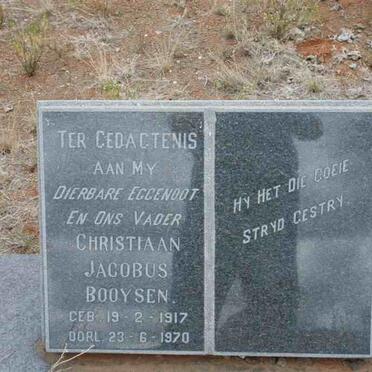 TER GEDAGTENIS
AAN MY
DIERBARE EGGENOOT
EN ONS VADER
CHRISTIAAN
JACOBUS
BOOYSEN.
GEB. 19-2-1917
OORL. 23-6-1970
HY HET DIE GOEIE
STRYD GESTRY.